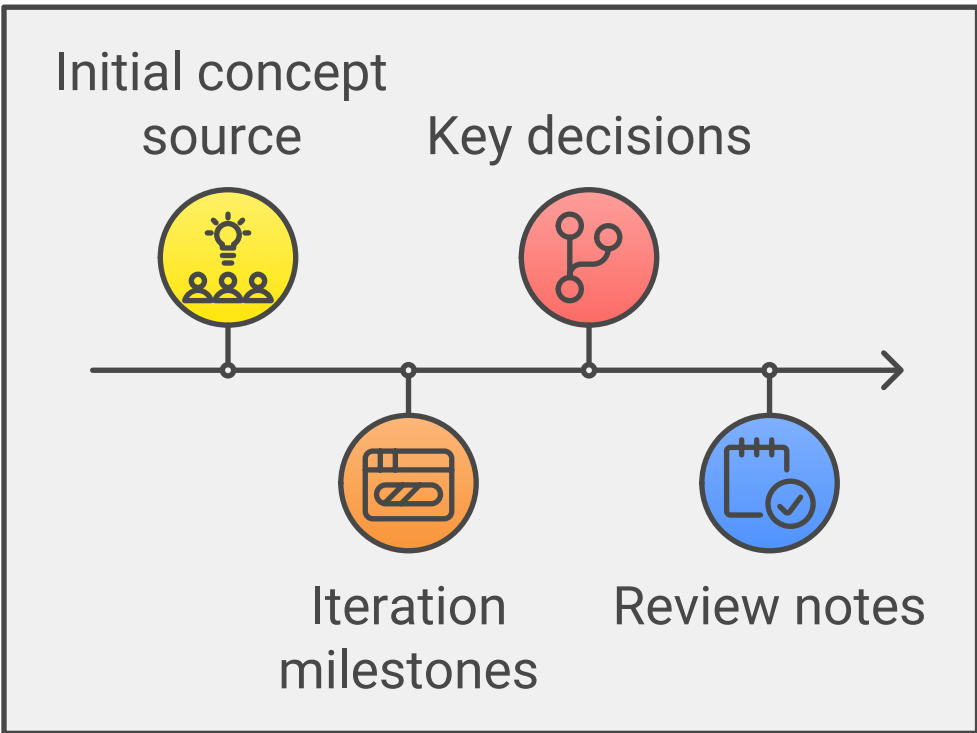 Initial concept
source
Key decisions
Iteration
milestones
Review notes